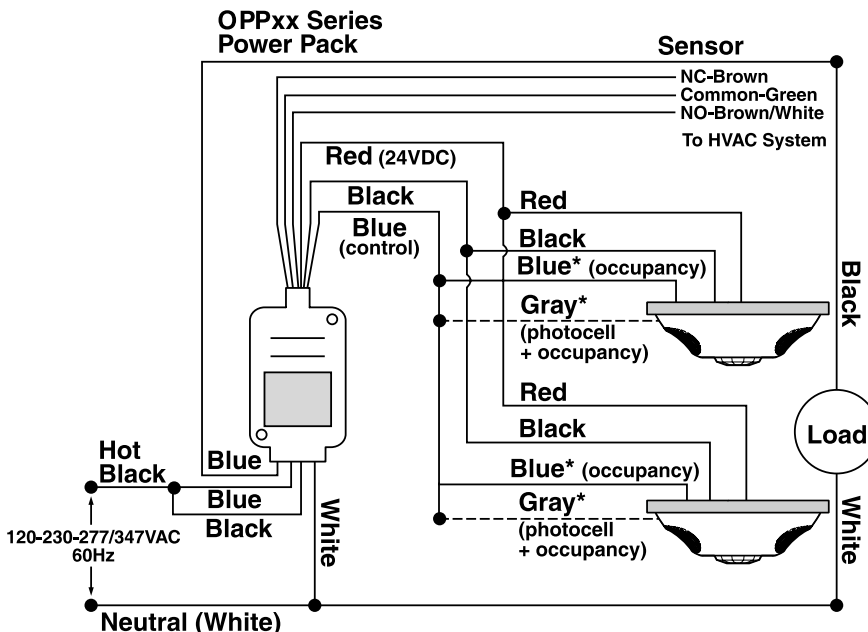 OPPxx Series
Power Pack
Sensor
NC-Brown
Common-Green
NO-Brown/White
To HVAC System
Red (24VDC)
Black
Blue
(control)
Red
Black
Blue* (occupancy)
Gray*
(photocell
+ occupancy)
Black
Red
Black
Blue* (occupancy)
Gray*
(photocell
+ occupancy)
Load
White
Hot
Black
Blue
Blue
Black
White
120-230-277/347VAC
60Hz
Neutral (White)